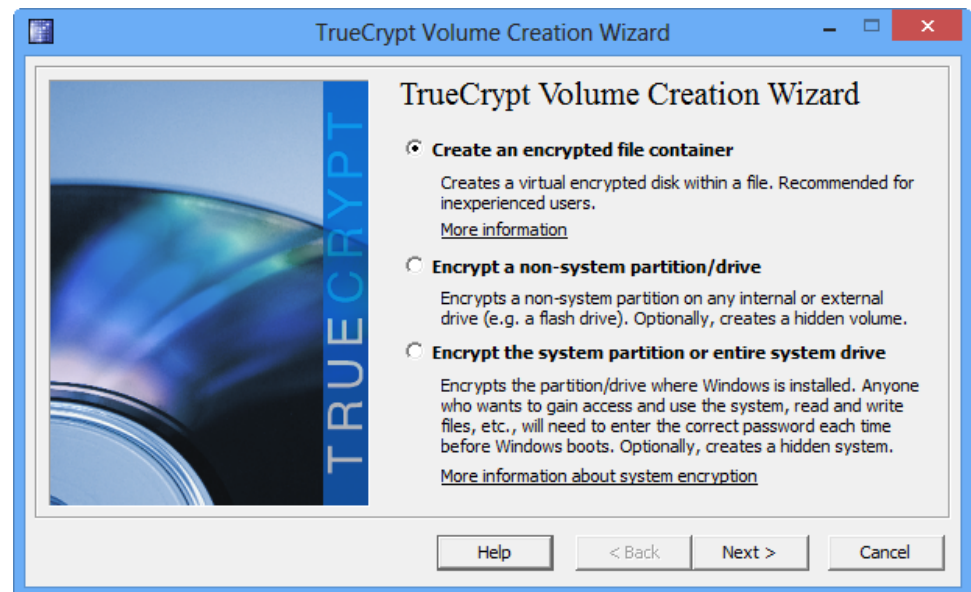 TrueCrypt Volume Creation Wizard
TRUECRYPT
TrueCrypt Volume Creation Wizard
Create an encrypted file container
Creates a virtual encrypted disk within a file. Recommended for
inexperienced users.
More information
Encrypt a non-system partition/drive
Encrypts a non-system partition on any internal or external
drive (e.g. a flash drive). Optionally, creates a hidden volume.
Encrypt the system partition or entire system drive
Encrypts the partition/drive where Windows is installed. Anyone
who wants to gain access and use the system, read and write
files, etc., will need to enter the correct password each time
before Windows boots. Optionally, creates a hidden system.
More information about system encryption
Help < Back Next > Cancel